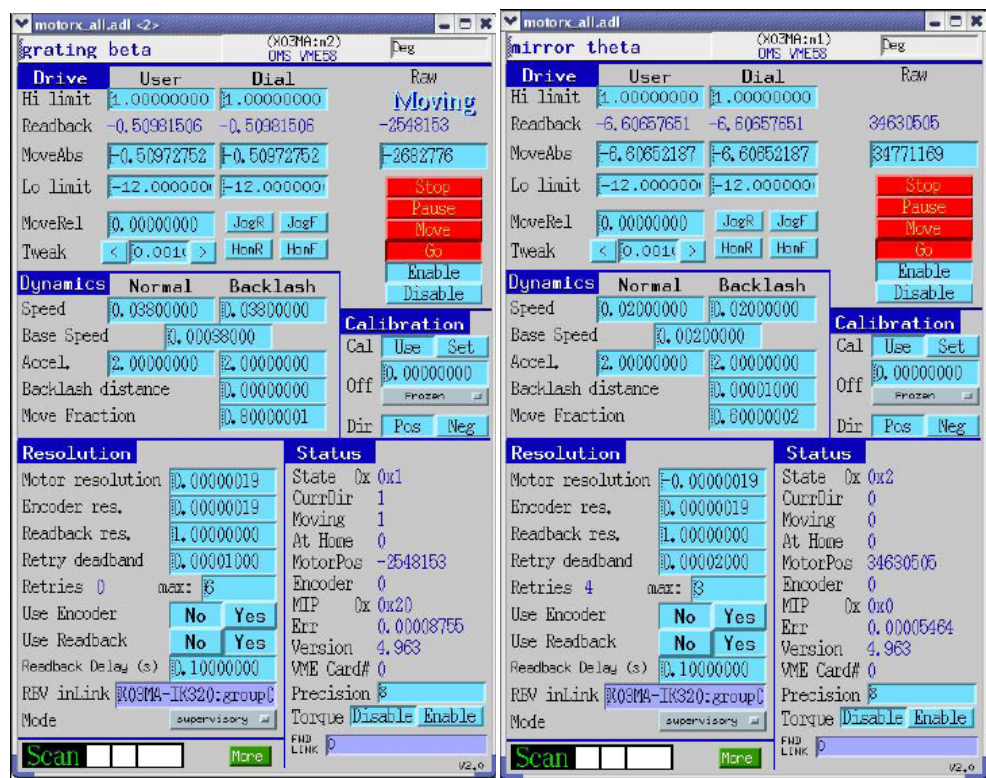 motorx_all.adl <2>
grating beta (X03MA:m2) OMS VME58 Deg
Drive User Dial Raw
Hi limit 1.00000000 1.00000000 Moving
Readback -0.50981506 -0.50981506 -2548153
MoveAbs -0.50972752 -0.50972752 -2682776
Lo limit -12.000000 -12.000000 Stop
Pause
MoveRel 0.00000000 JogR JogF Move
Tweak < 0.001 > HomR HomF Go
Enable
Disable
Dynamics Normal Backlash
Speed 0.03800000 0.03800000
Calibration
Base Speed 0.00038000
Cal Use Set
Accel. 2.00000000 2.00000000
Off 0.00000000
Backlash distance 0.00000000
Frozen
Move Fraction 0.80000001
Dir Pos Neg
Resolution Status
Motor resolution 0.00000019 State 0x 0x1
Encoder res. 0.00000019 CurrDir 1
Moving 1
Readback res. 1.00000000 At Home 0
Retry deadband 0.00001000 MotorPos -2548153
Retries 0 max: 6 Encoder 0
MIP 0x 0x20
Use Encoder No Yes Err 0.00008755
Use Readback No Yes Version 4.963
Readback Delay (s) 0.10000000 VME Card# 0
RBV inLink X03MA-IK320:group Precision 8
Mode supervisory Torque Disable Enable
Scan More FWD LINK 0
V2.0
motorx_all.adl
mirror theta (X03MA:m1) OMS VME58 Deg
Drive User Dial Raw
Hi limit 1.00000000 1.00000000
Readback -6.60657651 -6.60657651 34630505
MoveAbs -6.60652187 -6.60652187 34771169
Lo limit -12.000000 -12.000000 Stop
Pause
MoveRel 0.00000000 JogR JogF Move
Tweak < 0.001 > HomR HomF Go
Enable
Disable
Dynamics Normal Backlash
Speed 0.02000000 0.02000000
Calibration
Base Speed 0.00200000
Cal Use Set
Accel. 2.00000000 2.00000000
Off 0.00000000
Backlash distance 0.00001000
Frozen
Move Fraction 0.60000002
Dir Pos Neg
Resolution Status
Motor resolution -0.00000019 State 0x 0x2
Encoder res. 0.00000019 CurrDir 0
Moving 0
Readback res. 1.00000000 At Home 0
Retry deadband 0.00002000 MotorPos 34630505
Retries 4 max: 3 Encoder 0
MIP 0x 0x0
Use Encoder No Yes Err 0.00005464
Use Readback No Yes Version 4.963
Readback Delay (s) 0.10000000 VME Card# 0
RBV inLink X03MA-IK320:group Precision 8
Mode supervisory Torque Disable Enable
Scan More FWD LINK 0
V2.0